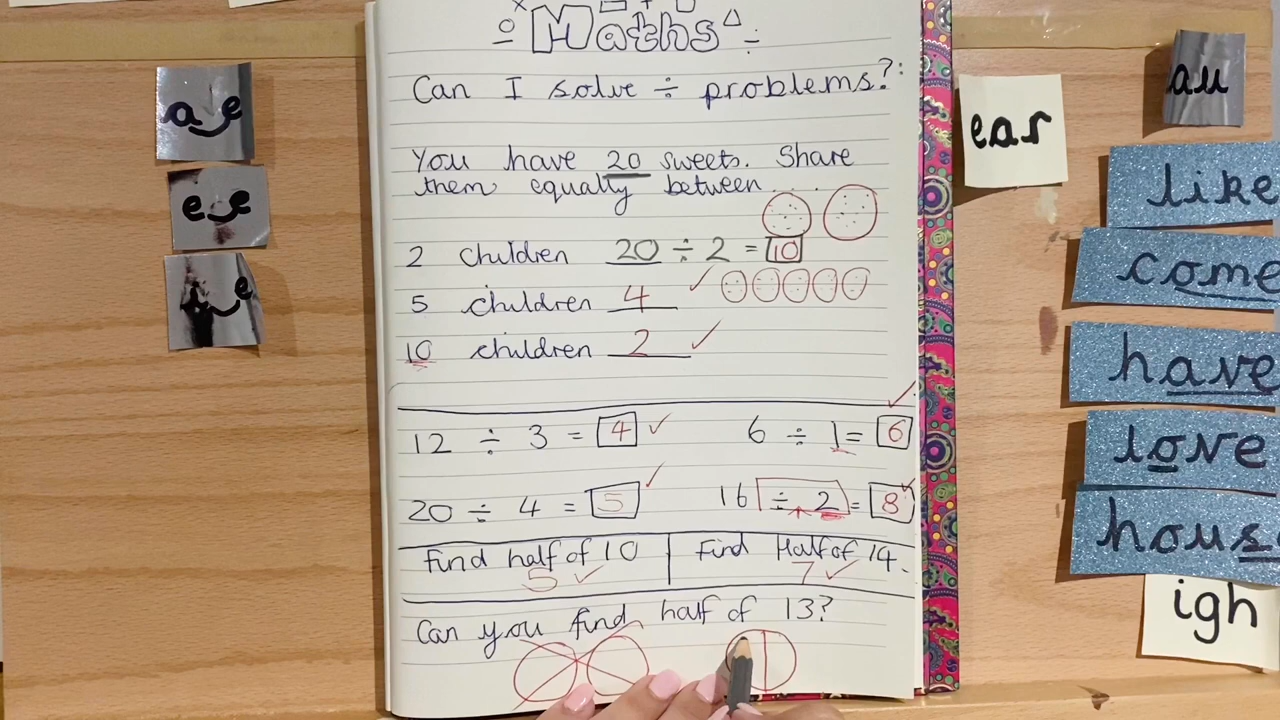 Maths
Can I solve ÷ problems?
You have 20 sweets. Share
them equally between....
2 children 20 ÷ 2 = 10
5 children 4
10 children 2
12 ÷ 3 = 4
6 ÷ 1 = 6
20 ÷ 4 = 5
16 ÷ 2 = 8
Find half of 10
5
Find Half of 14.
7
Can you find half of 13?
a_e
e_e
ear
au
like
come
have
love
igh